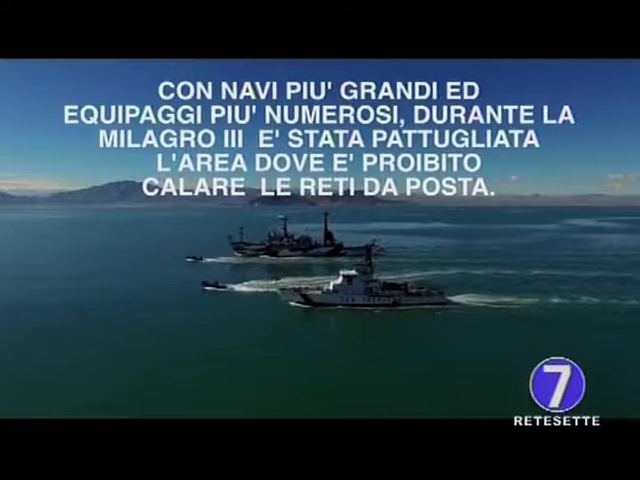 CON NAVI PIU' GRANDI ED
EQUIPAGGI PIU' NUMEROSI, DURANTE LA
MILAGRO III E' STATA PATTUGLIATA
L'AREA DOVE E' PROIBITO
CALARE LE RETI DA POSTA.
7
RETESETTE